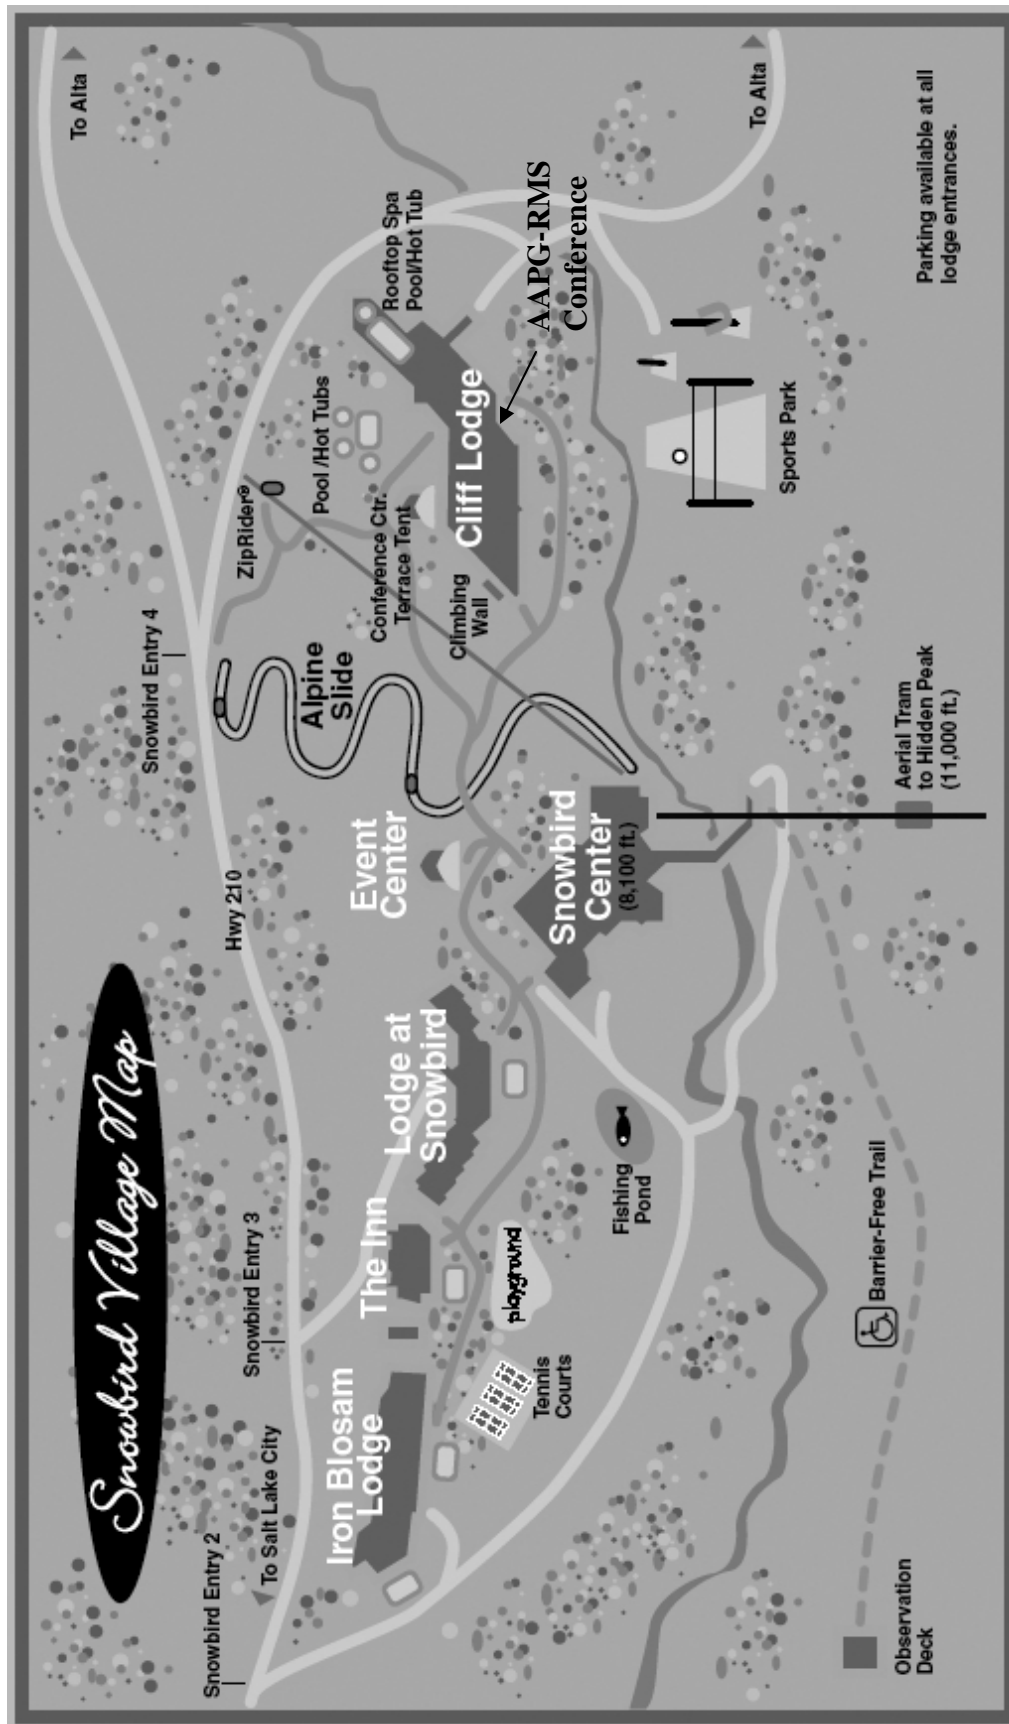 Snowbird Village Map
To Alta
Snowbird Entry 4
Hwy 210
Snowbird Entry 3
To Salt Lake City
Snowbird Entry 2
ZipRider®
Pool /Hot Tubs
Rooftop Spa
Pool/Hot Tub
Alpine
Slide
Conference Ctr.
Terrace Tent
Climbing
Wall
Cliff Lodge
AAPG-RMS
Conference
Event
Center
Snowbird
Center
(8,100 ft.)
Lodge at
Snowbird
The Inn
Iron Blosam
Lodge
playground
Tennis
Courts
Fishing
Pond
To Alta
Sports Park
Aerial Tram
to Hidden Peak
(11,000 ft.)
Barrier-Free Trail
Observation
Deck
Parking available at all
lodge entrances.